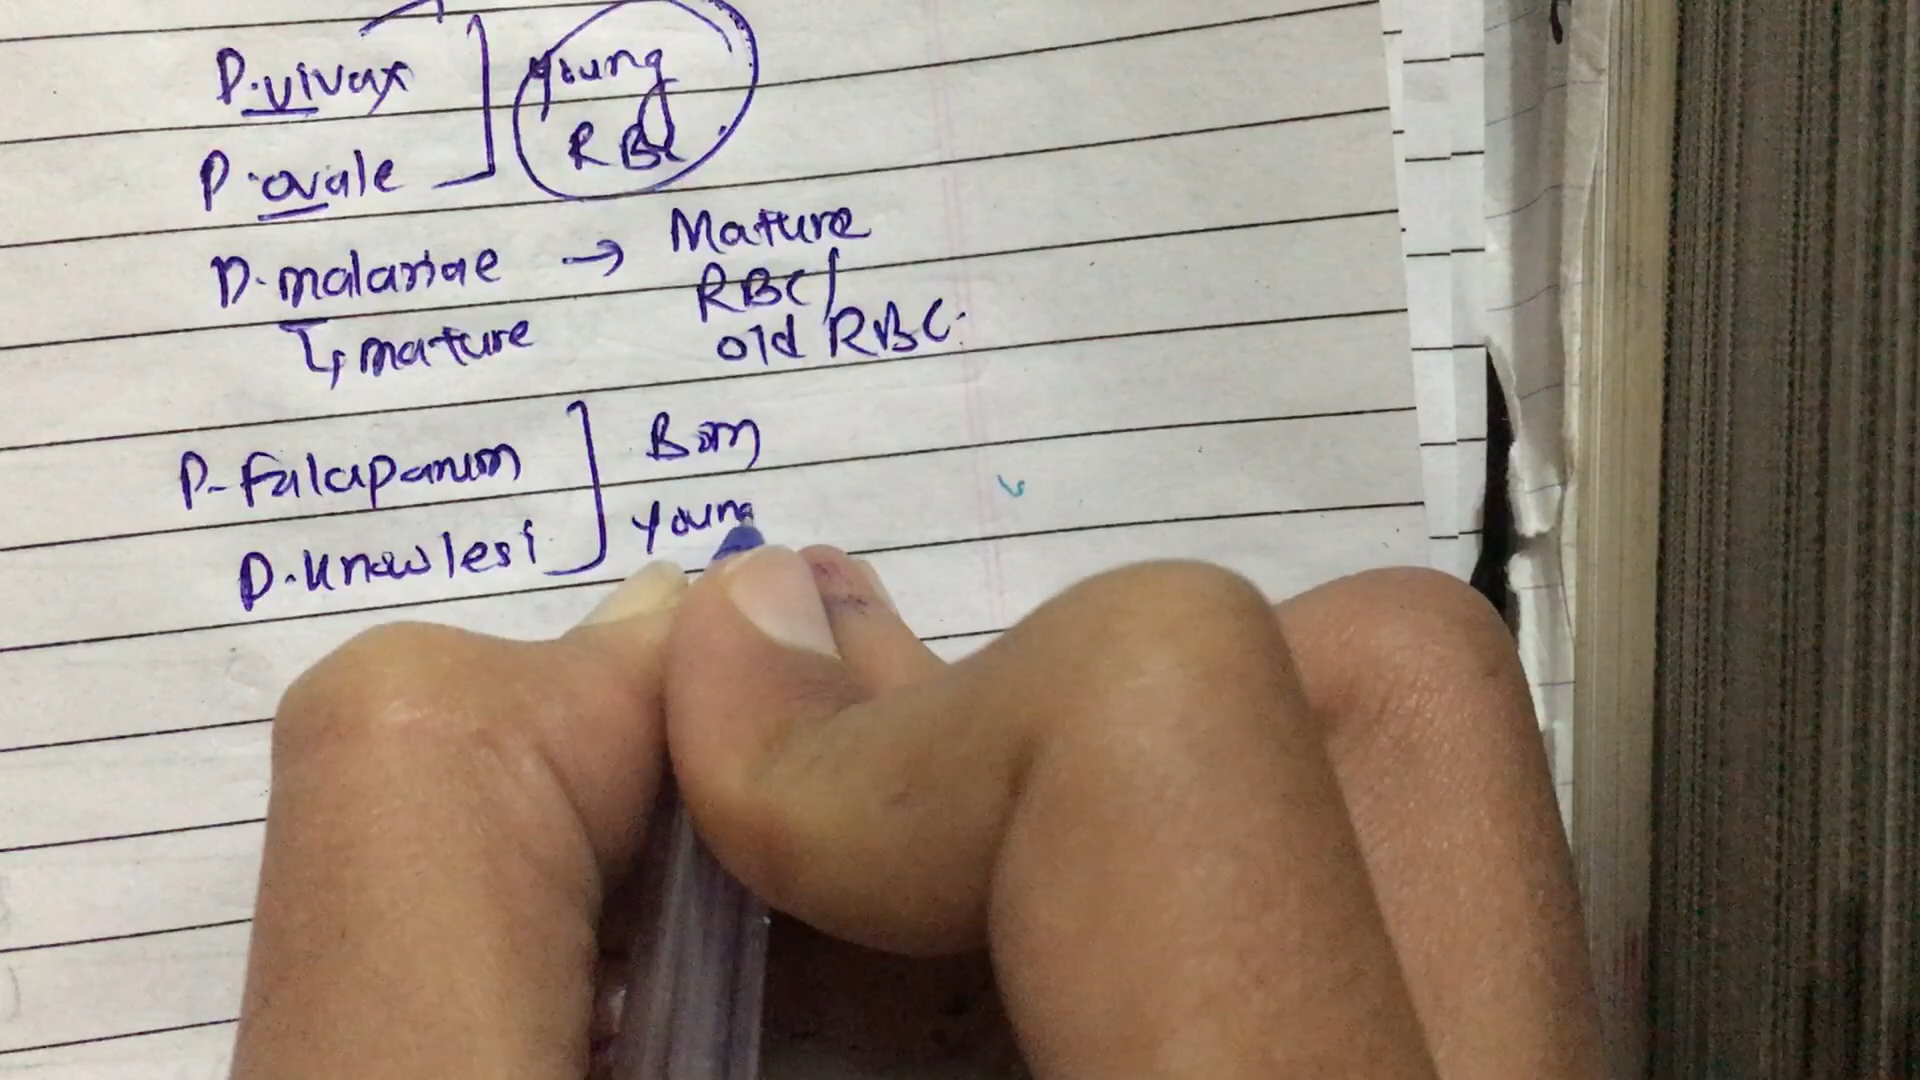 P.vivax
young
RBC
P.ovale
P.malariae → Mature
RBC/
old RBC.
↳ mature
P-falciparum
P.knowlesi
Both
Young